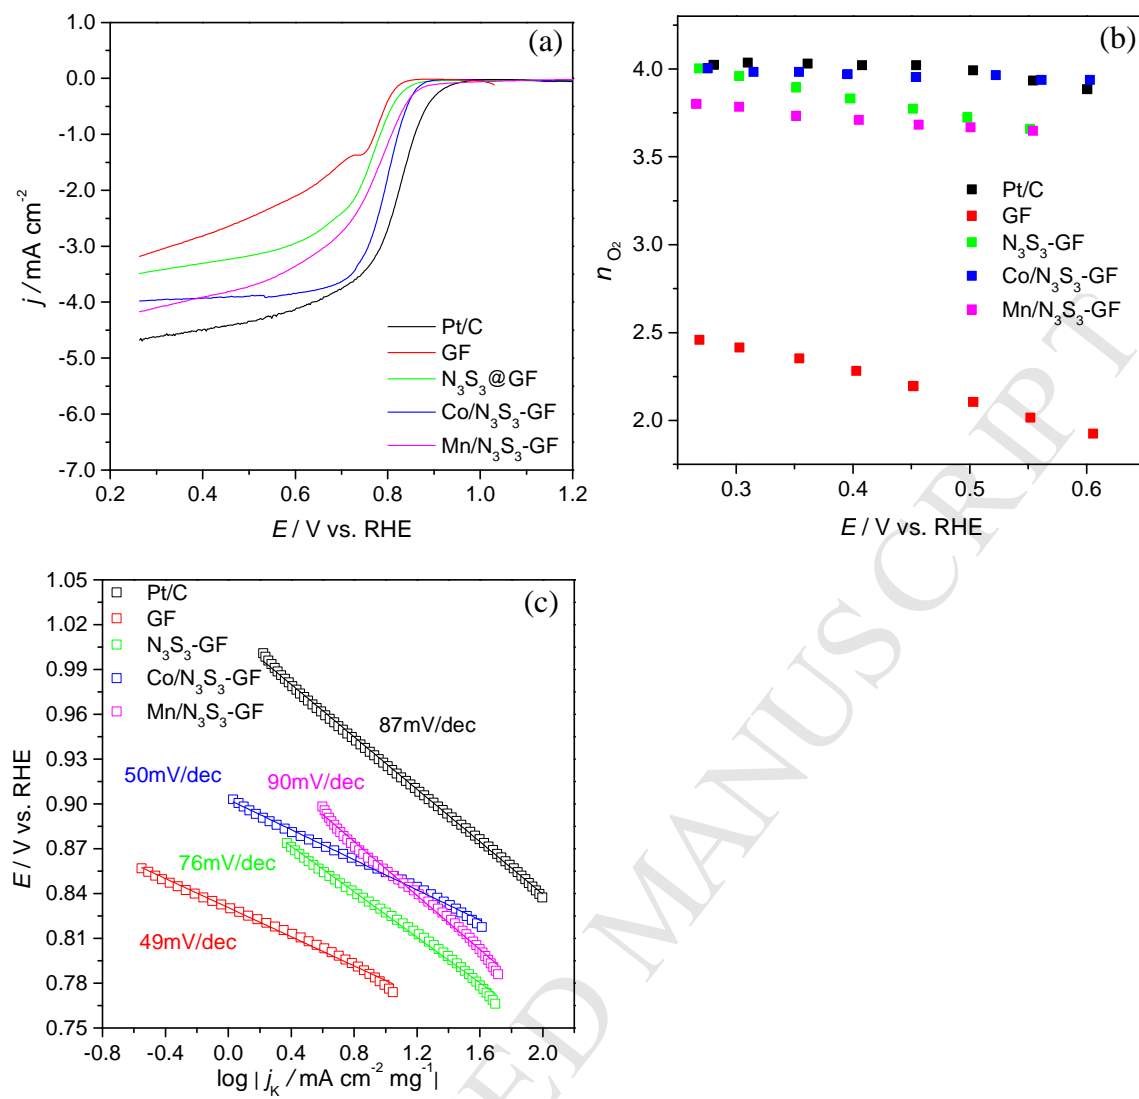 (a)
1.0
0.0
-1.0
-2.0
-3.0
-4.0
-5.0
-6.0
-7.0
j / mA cm-2
Pt/C
GF
N3S3@GF
Co/N3S3-GF
Mn/N3S3-GF
0.2 0.4 0.6 0.8 1.0 1.2
E / V vs. RHE
(b)
4.0
3.5
3.0
2.5
2.0
nO2
Pt/C
GF
N3S3-GF
Co/N3S3-GF
Mn/N3S3-GF
0.3 0.4 0.5 0.6
E / V vs. RHE
(c)
1.05
1.02
0.99
0.96
0.93
0.90
0.87
0.84
0.81
0.78
0.75
E / V vs. RHE
Pt/C
GF
N3S3-GF
Co/N3S3-GF
Mn/N3S3-GF
87mV/dec
50mV/dec
90mV/dec
76mV/dec
49mV/dec
-0.8 -0.4 0.0 0.4 0.8 1.2 1.6 2.0
log | jK / mA cm-2 mg-1|
ED MANUSCRIPT